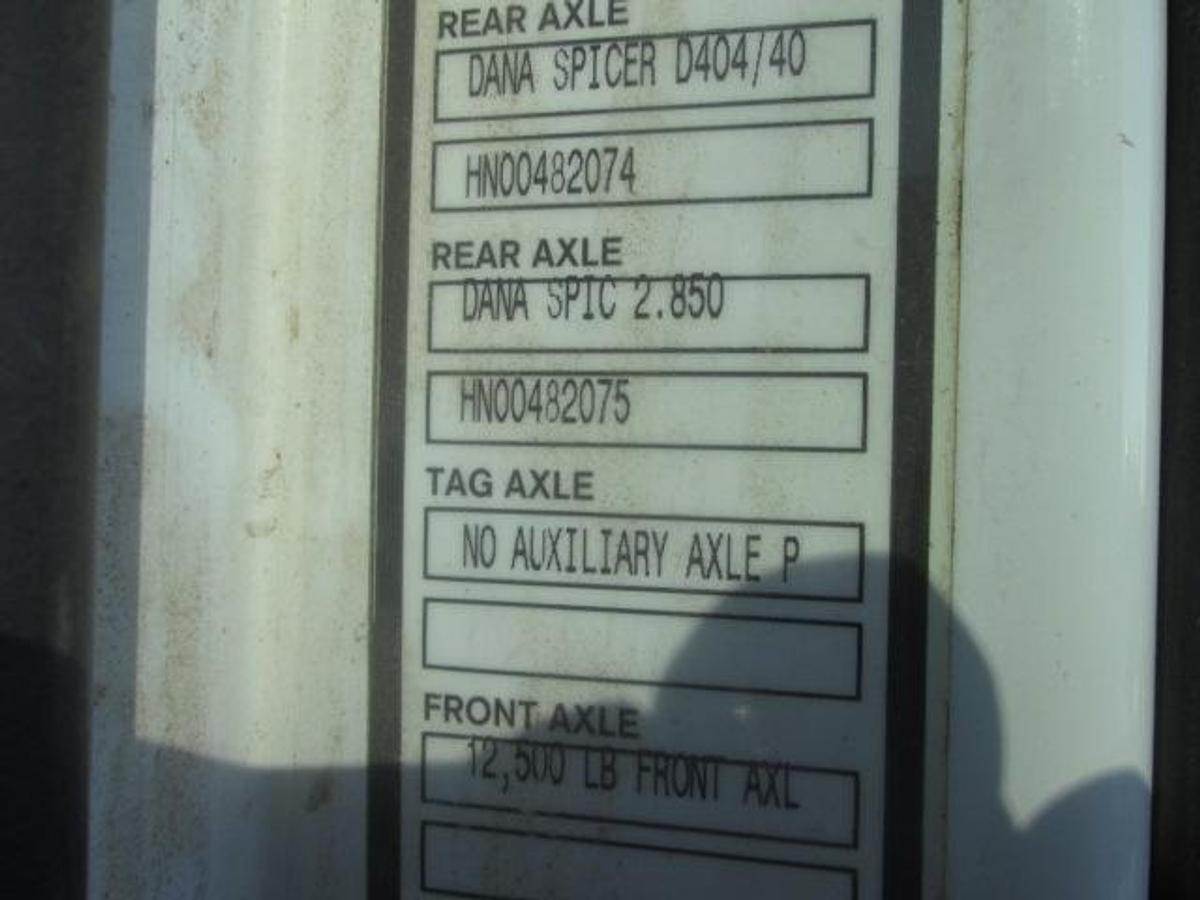 REAR AXLE
DANA SPICER D404/40
HN00482074
REAR AXLE
DANA SPIC 2.850
HN00482075
TAG AXLE
NO AUXILIARY AXLE P
FRONT AXLE
12,500 LB FRONT AXL